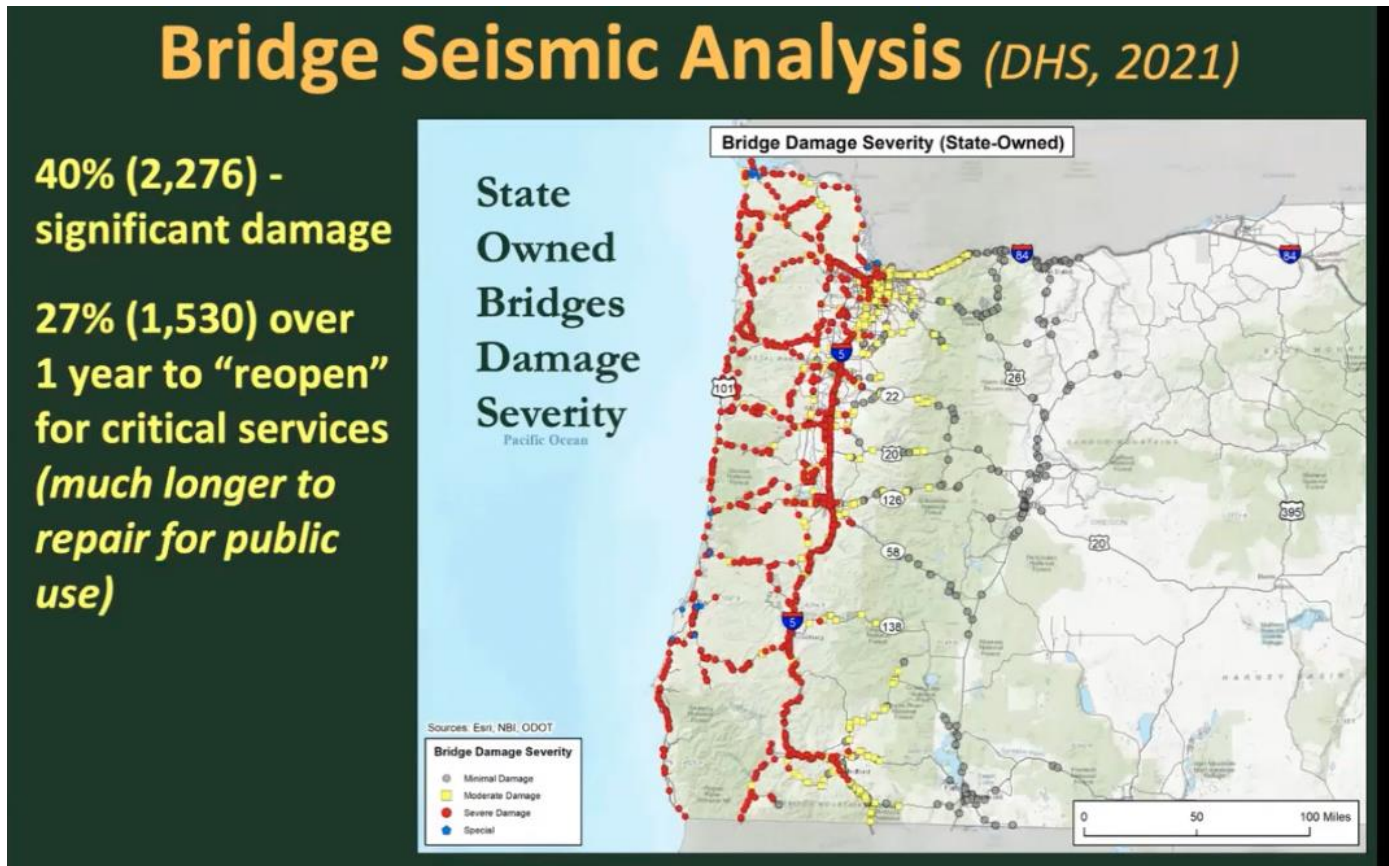 Bridge Seismic Analysis (DHS, 2021)
40% (2,276) -
significant damage
27% (1,530) over
1 year to “reopen”
for critical services
(much longer to
repair for public
use)
Bridge Damage Severity (State-Owned)
State
Owned
Bridges
Damage
Severity
Pacific Ocean
84
84
5
101
26
22
20
126
395
20
58
5
138
OREGON
Sources: Esri, NBI, ODOT
Bridge Damage Severity
Minimal Damage
Moderate Damage
Severe Damage
Special
0 50 100 Miles